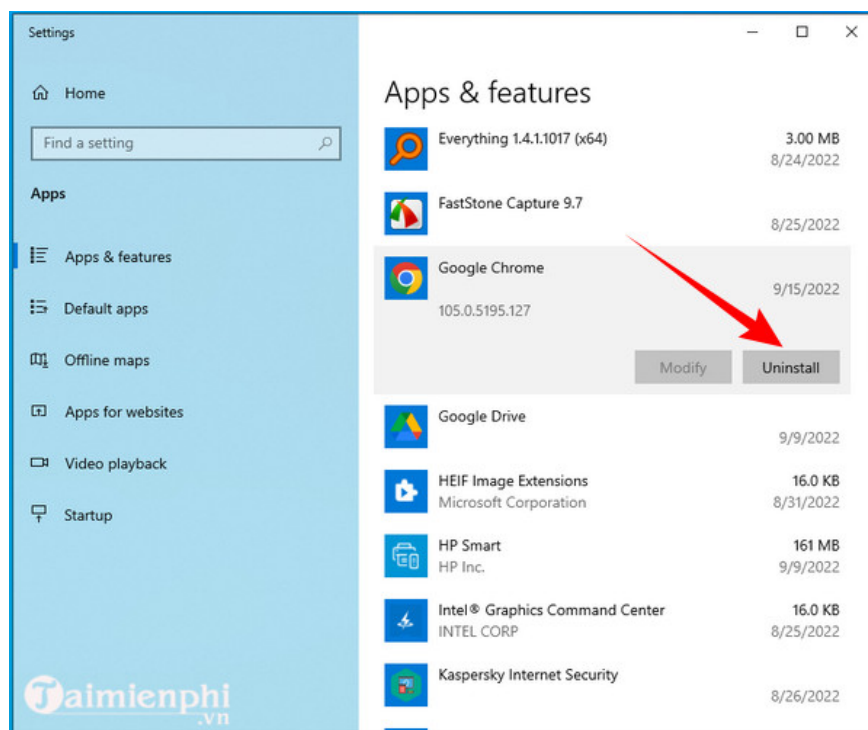 Settings
Home
Find a setting
Apps
Apps & features
Default apps
Offline maps
Apps for websites
Video playback
Startup
Apps & features
Everything 1.4.1.1017 (x64) 3.00 MB
8/24/2022
FastStone Capture 9.7
8/25/2022
Google Chrome
9/15/2022
105.0.5195.127
Modify Uninstall
Google Drive
9/9/2022
HEIF Image Extensions 16.0 KB
Microsoft Corporation 8/31/2022
HP Smart 161 MB
HP Inc. 9/9/2022
Intel® Graphics Command Center 16.0 KB
INTEL CORP 8/25/2022
Kaspersky Internet Security
8/26/2022
Taimienphi
.vn